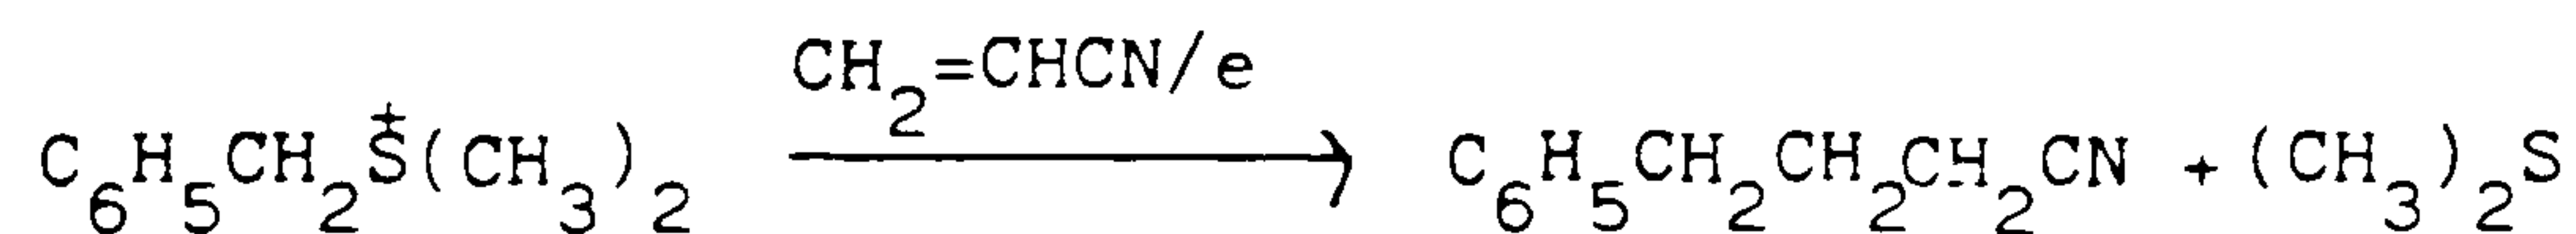 CH₂=CHCN/e
C₆H₅CH₂S⁺(CH₃)₂ → C₆H₅CH₂CH₂CH₂CN + (CH₃)₂S